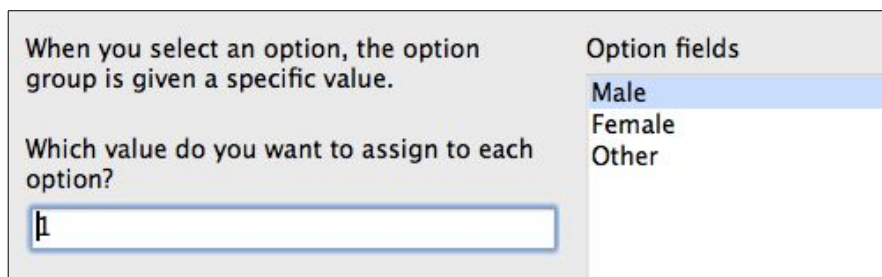 When you select an option, the option
group is given a specific value.
Which value do you want to assign to each
option?
1
Option fields
Male
Female
Other